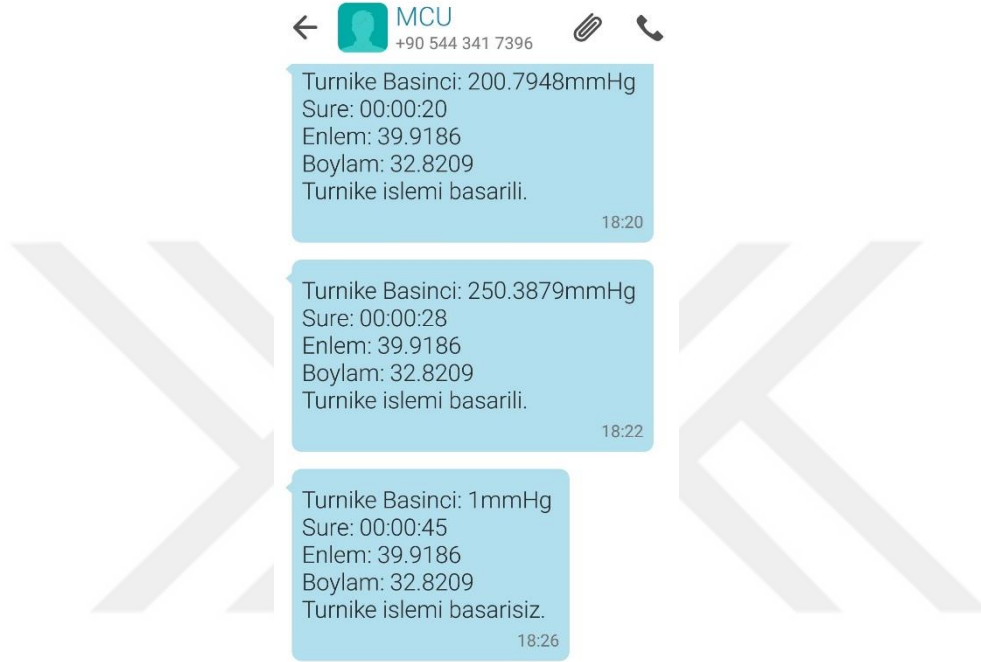 MCU
+90 544 341 7396
Turnike Basinci: 200.7948mmHg
Sure: 00:00:20
Enlem: 39.9186
Boylam: 32.8209
Turnike islemi basarili.
18:20
Turnike Basinci: 250.3879mmHg
Sure: 00:00:28
Enlem: 39.9186
Boylam: 32.8209
Turnike islemi basarili.
18:22
Turnike Basinci: 1mmHg
Sure: 00:00:45
Enlem: 39.9186
Boylam: 32.8209
Turnike islemi basarisiz.
18:26